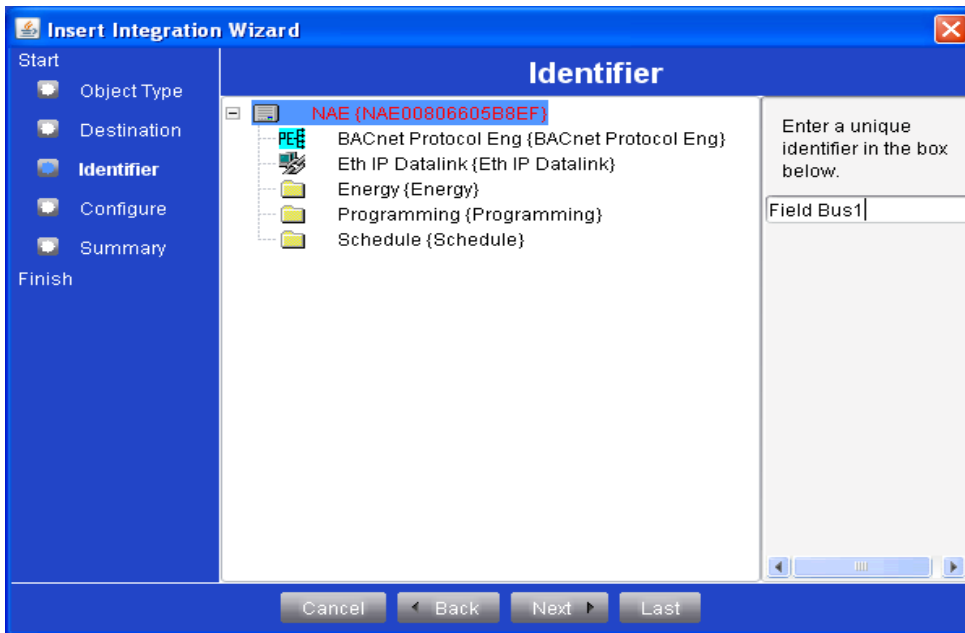 Insert Integration Wizard
Start
Object Type
Destination
Identifier
Configure
Summary
Finish
Identifier
NAE {NAE00806605B8EF}
BACnet Protocol Eng {BACnet Protocol Eng}
Eth IP Datalink {Eth IP Datalink}
Energy {Energy}
Programming {Programming}
Schedule {Schedule}
Enter a unique
identifier in the box
below.
Field Bus1
Cancel
Back
Next
Last